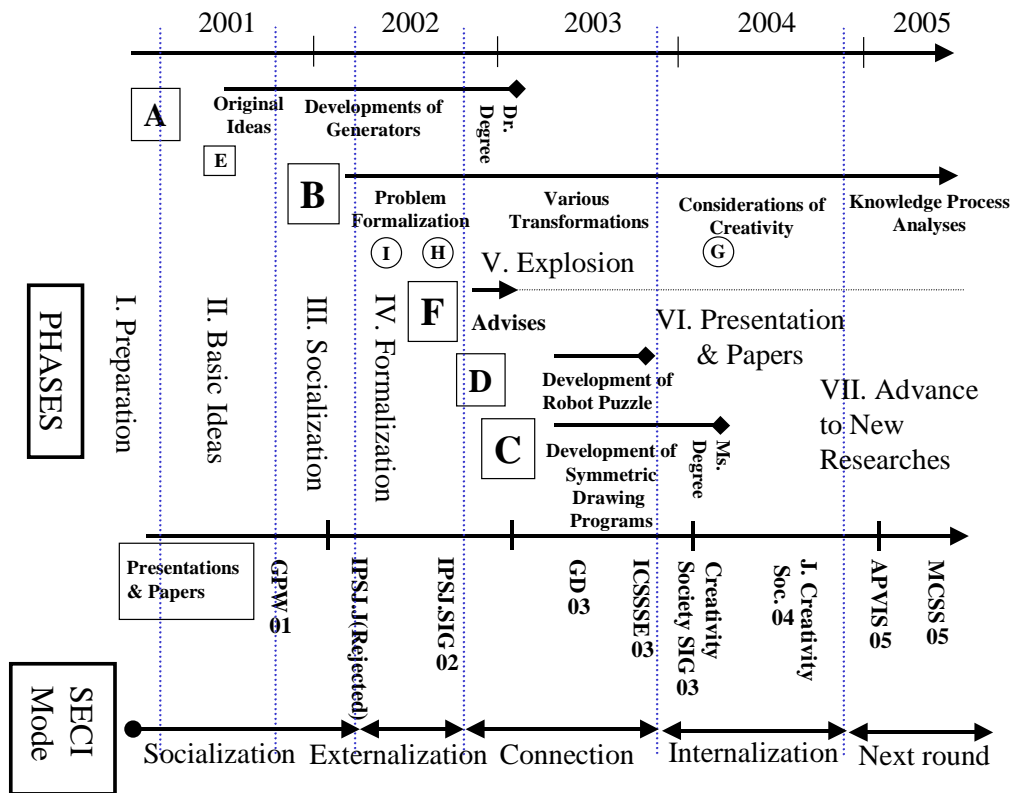 2001
2002
2003
2004
2005
A
Original
Ideas
Developments of
Generators
Dr.
Degree
E
B
Problem
Formalization
Various
Transformations
Considerations of
Creativity
Knowledge Process
Analyses
I
H
G
V. Explosion
F
Advises
PHASES
I. Preparation
II. Basic Ideas
III. Socialization
IV. Formalization
VI. Presentation
& Papers
D
Development of
Robot Puzzle
VII. Advance
to New
Researches
C
Development of
Symmetric
Drawing
Programs
Ms.
Degree
Presentations
& Papers
GPW
01
IPSJ.J(Rejected)
IPSJ.SIG
02
GD
03
ICSSSE
03
Creativity
Society SIG
03
J. Creativity
Soc.
04
APVIS
05
MCSS
05
SECI
Mode
Socialization
Externalization
Connection
Internalization
Next round